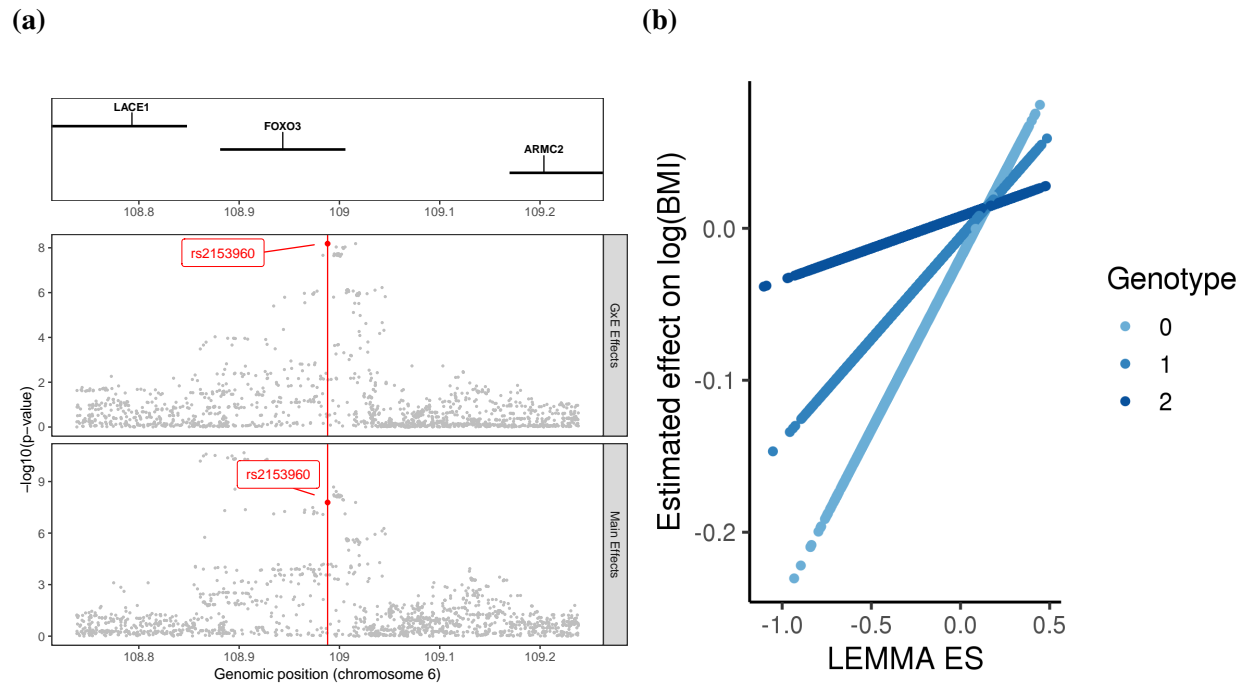 (a)
LACE1
FOXO3
ARMC2
108.8 108.9 109 109.1 109.2
rs2153960
8
6
4
2
0
GxE Effects
rs2153960
9
6
3
0
Main Effects
−log10(p−value)
108.8 108.9 109 109.1 109.2
Genomic position (chromosome 6)
(b)
Estimated effect on log(BMI)
0.0
-0.1
-0.2
-1.0 -0.5 0.0 0.5
LEMMA ES
Genotype
0
1
2